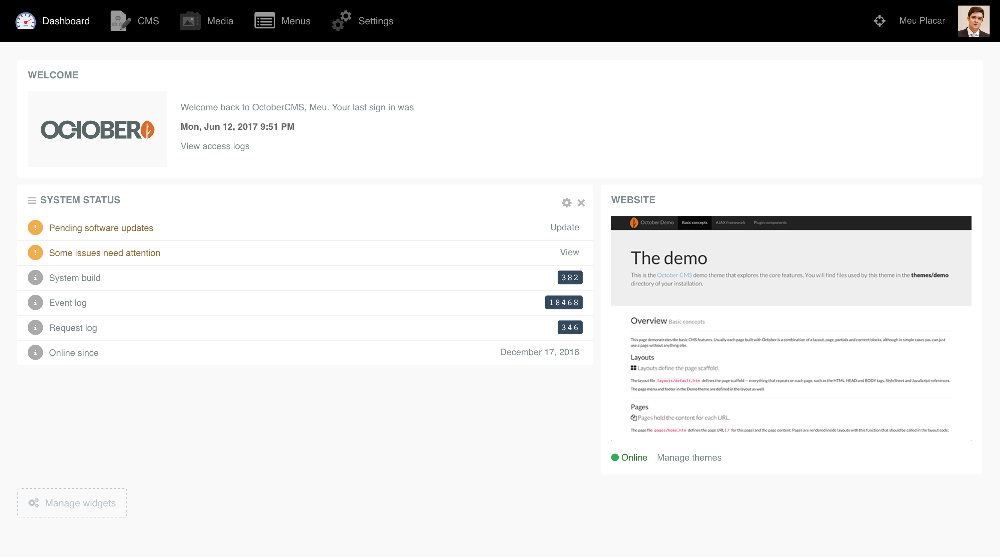 Dashboard
CMS
Media
Menus
Settings
Meu Placar
WELCOME
OCTOBER
Welcome back to OctoberCMS, Meu. Your last sign in was
Mon, Jun 12, 2017 9:51 PM
View access logs
SYSTEM STATUS
Pending software updates
Update
Some issues need attention
View
System build
382
Event log
18468
Request log
346
Online since
December 17, 2016
WEBSITE
October Demo
Basic concepts
AJAX framework
Plugin components
The demo
This is the October CMS demo theme that explores the core features. You will find files used by this theme in the themes/demo
directory of your installation.
Overview Basic concepts
This page demonstrates the basic CMS features. Usually each page built with October is a combination of a layout, page, partials and content blocks, although in simple cases you can just
use a page without anything else.
Layouts
Layouts define the page scaffold.
The layout file layouts/default.htm defines the page scaffold — everything that repeats on each page, such as the HTML, HEAD and BODY tags, StyleSheet and JavaScript references.
The page menu and footer in the Demo theme are defined in the layout as well.
Pages
Pages hold the content for each URL.
The page file pages/home.htm defines the page URL ( / for this page) and the page content. Pages are rendered inside layouts with this function that should be called in the layout code:
Online
Manage themes
Manage widgets